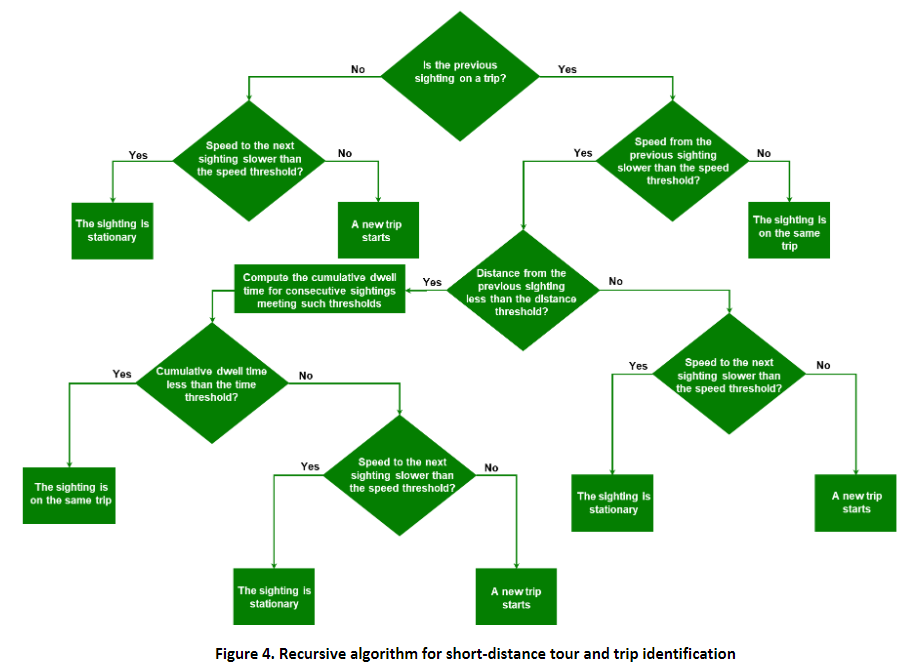 Is the previous
sighting on a trip?
No
Yes
Speed to the next
sighting slower than
the speed threshold?
Yes
No
The sighting is
stationary
A new trip
starts
Speed from the
previous sighting
slower than the speed
threshold?
Yes
No
The sighting is
on the same
trip
Distance from the
previous sighting
less than the distance
threshold?
Yes
No
Compute the cumulative dwell
time for consecutive sightings
meeting such thresholds
Cumulative dwell time
less than the time
threshold?
Yes
No
The sighting is
on the same trip
Speed to the next
sighting slower than
the speed threshold?
Yes
No
The sighting is
stationary
A new trip
starts
Speed to the next
sighting slower than
the speed threshold?
Yes
No
The sighting is
stationary
A new trip
starts
Figure 4. Recursive algorithm for short-distance tour and trip identification